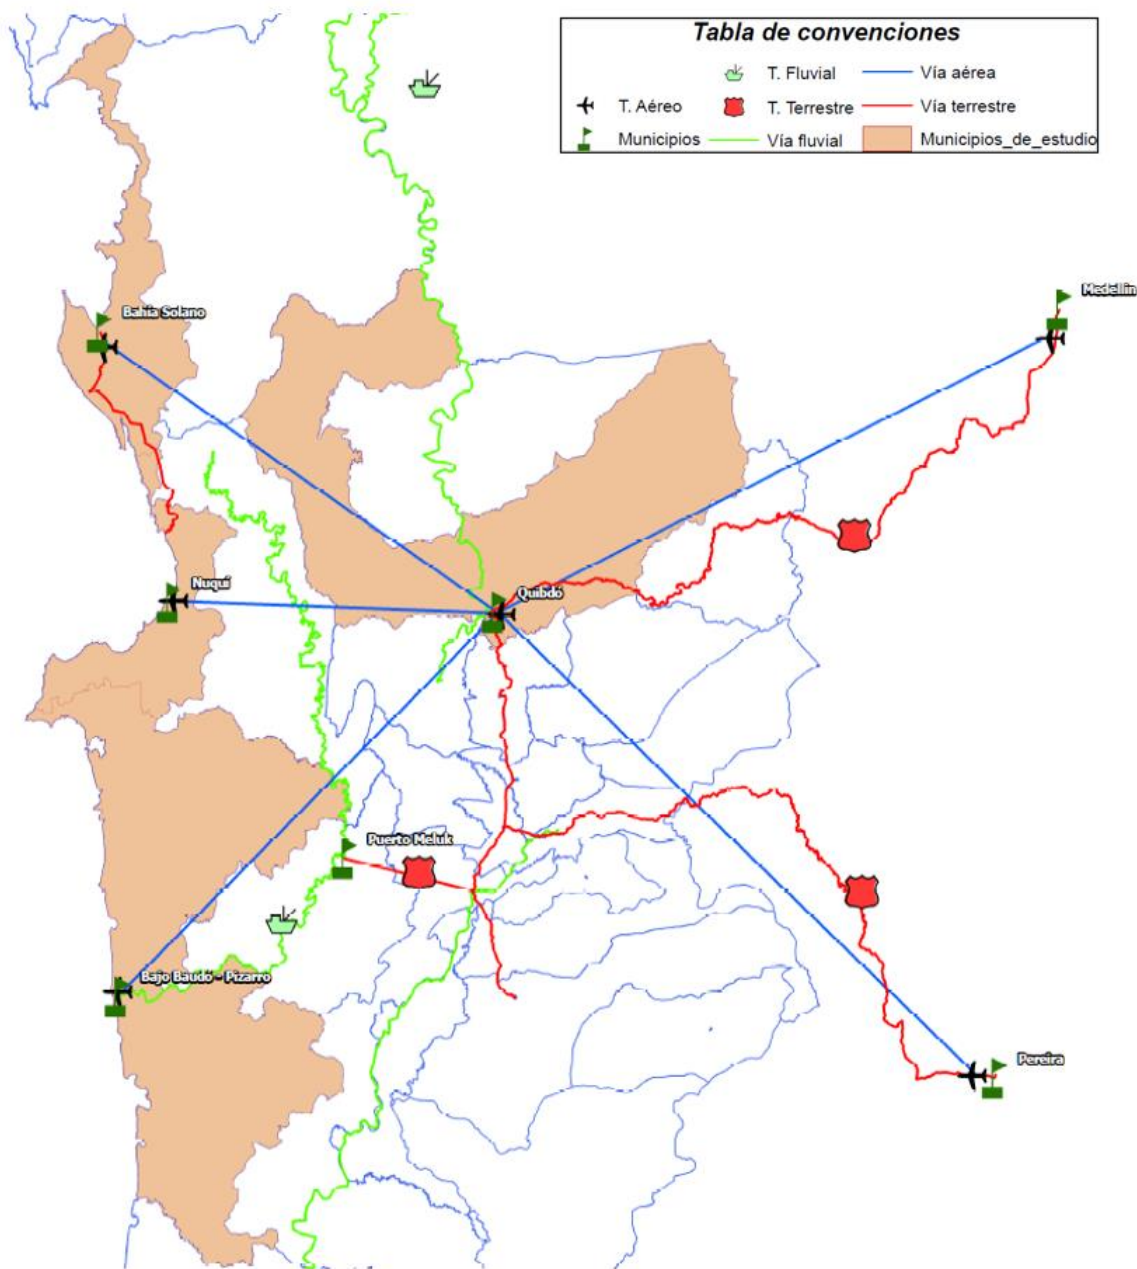 Tabla de convenciones
T. Fluvial
Vía aérea
T. Aéreo
T. Terrestre
Vía terrestre
Municipios
Vía fluvial
Municipios_de_estudio
Medellín
Bahía Solano
Nuquí
Quibdó
Puerto Meluk
Bajo Baudó - Pizarro
Pereira